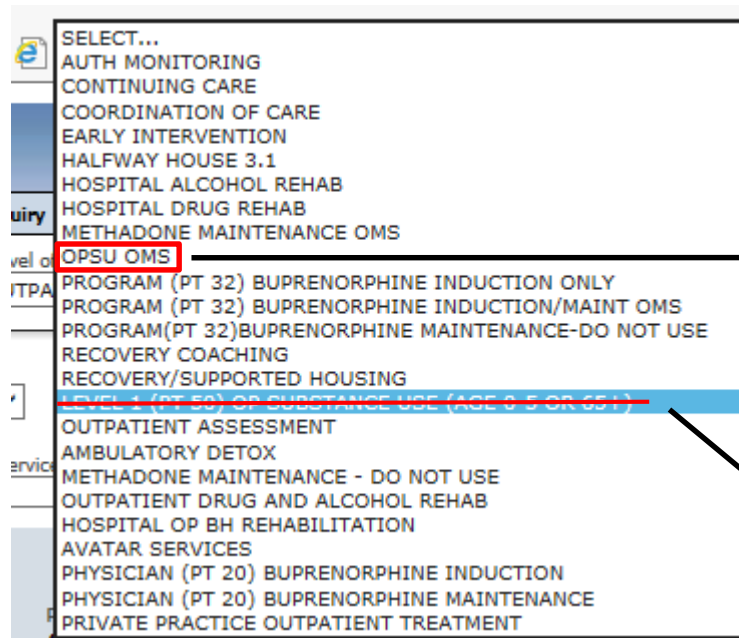 SELECT...
AUTH MONITORING
CONTINUING CARE
COORDINATION OF CARE
EARLY INTERVENTION
HALFWAY HOUSE 3.1
HOSPITAL ALCOHOL REHAB
HOSPITAL DRUG REHAB
METHADONE MAINTENANCE OMS
OPSU OMS
PROGRAM (PT 32) BUPRENORPHINE INDUCTION ONLY
PROGRAM (PT 32) BUPRENORPHINE INDUCTION/MAINT OMS
PROGRAM(PT 32)BUPRENORPHINE MAINTENANCE-DO NOT USE
RECOVERY COACHING
RECOVERY/SUPPORTED HOUSING
LEVEL 1 (PT 50) OP SUBSTANCE USE (AGE 0-5 OR 65+)
OUTPATIENT ASSESSMENT
AMBULATORY DETOX
METHADONE MAINTENANCE - DO NOT USE
OUTPATIENT DRUG AND ALCOHOL REHAB
HOSPITAL OP BH REHABILITATION
AVATAR SERVICES
PHYSICIAN (PT 20) BUPRENORPHINE INDUCTION
PHYSICIAN (PT 20) BUPRENORPHINE MAINTENANCE
PRIVATE PRACTICE OUTPATIENT TREATMENT
uiry
vel of
UTPA
ervice